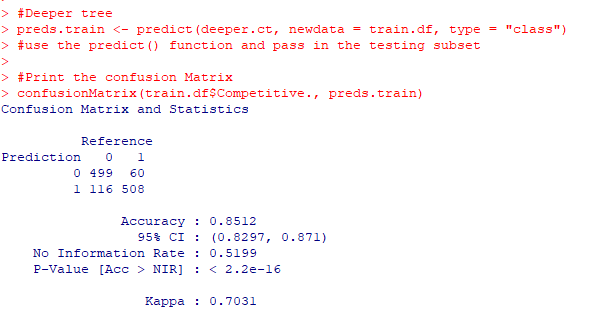 > #Deeper tree
> preds.train <- predict(deeper.ct, newdata = train.df, type = "class")
> #use the predict() function and pass in the testing subset
>
> #Print the confusion Matrix
> confusionMatrix(train.df$Competitive., preds.train)
Confusion Matrix and Statistics

          Reference
Prediction   0   1
         0 499  60
         1 116 508

               Accuracy : 0.8512
                 95% CI : (0.8297, 0.871)
    No Information Rate : 0.5199
    P-Value [Acc > NIR] : < 2.2e-16

                  Kappa : 0.7031